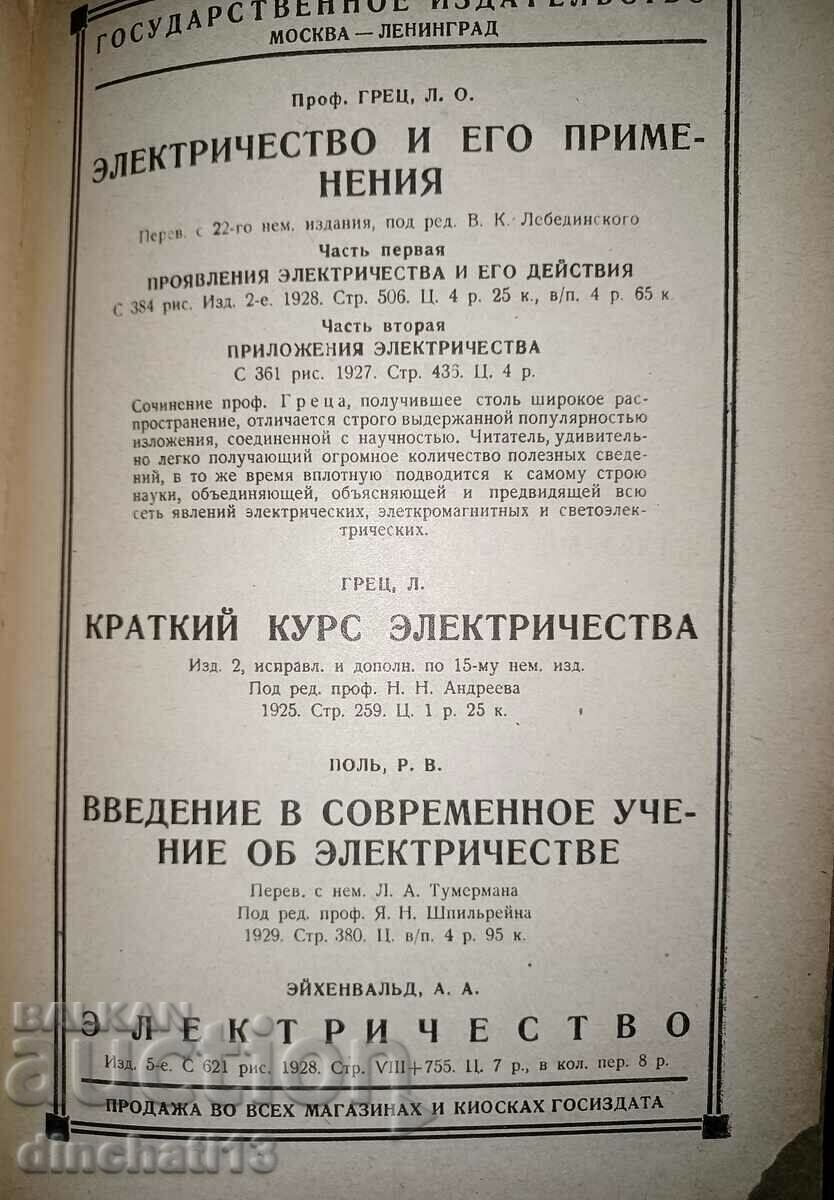 ГОСУДАРСТВЕННОЕ ИЗДАТЕЛЬСТВО
МОСКВА — ЛЕНИНГРАД
Проф. ГРЕЦ, Л. О.
ЭЛЕКТРИЧЕСТВО И ЕГО ПРИМЕ-
НЕНИЯ
Перев. с 22-го нем. издания, под ред. В. К. Лебединского
Часть первая
ПРОЯВЛЕНИЯ ЭЛЕКТРИЧЕСТВА И ЕГО ДЕЙСТВИЯ
С 384 рис. Изд. 2-е. 1928. Стр. 506. Ц. 4 р. 25 к., в/п. 4 р. 65 к
Часть вторая
ПРИЛОЖЕНИЯ ЭЛЕКТРИЧЕСТВА
С 361 рис. 1927. Стр. 436. Ц. 4 р.
Сочинение проф. Греца, получившее столь широкое рас-
пространение, отличается строго выдержанной популярностью
изложения, соединенной с научностью. Читатель, удивитель-
но легко получающий огромное количество полезных сведе-
ний, в то же время вплотную подводится к самому строю
науки, объединяющей, объясняющей и предвидящей всю
сеть явлений электрических, элеткромагнитных и светоэлек-
трических.
ГРЕЦ, Л.
КРАТКИЙ КУРС ЭЛЕКТРИЧЕСТВА
Изд. 2, исправл. и дополн. по 15-му нем. изд.
Под ред. проф. Н. Н. Андреева
1925. Стр. 259. Ц. 1 р. 25 к.
ПОЛЬ, Р. В.
ВВЕДЕНИЕ В СОВРЕМЕННОЕ УЧЕ-
НИЕ ОБ ЭЛЕКТРИЧЕСТВЕ
Перев. с нем. Л. А. Тумермана
Под ред. проф. Я. Н. Шпильрейна
1929. Стр. 380. Ц. в/п. 4 р. 95 к.
ЭЙХЕНВАЛЬД, А. А.
ЭЛЕКТРИЧЕСТВО
Изд. 5-е. С 621 рис. 1928. Стр. VIII+755. Ц. 7 р., в кол. пер. 8 р.
ПРОДАЖА ВО ВСЕХ МАГАЗИНАХ И КИОСКАХ ГОСИЗДАТА
BALKAN
auction
dinchati13